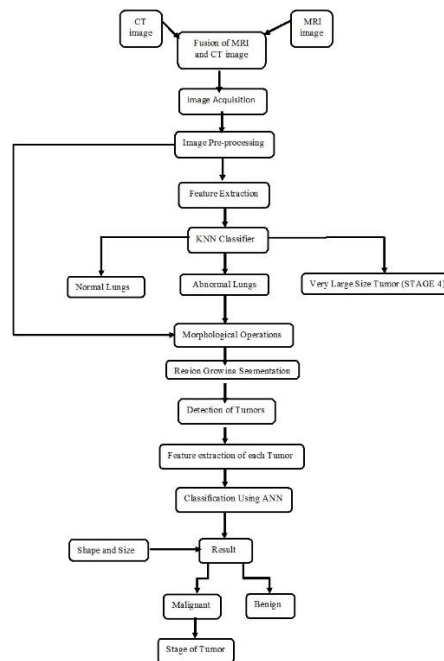 CT
image
MRI
image
Fusion of MRI
and CT image
Image Acquisition
Image Pre-processing
Feature Extraction
KNN Classifier
Normal Lungs
Abnormal Lungs
Very Large Size Tumor (STAGE 4)
Morphological Operations
Region Growing Segmentation
Detection of Tumors
Feature extraction of each Tumor
Classification Using ANN
Shape and Size
Result
Malignant
Benign
Stage of Tumor